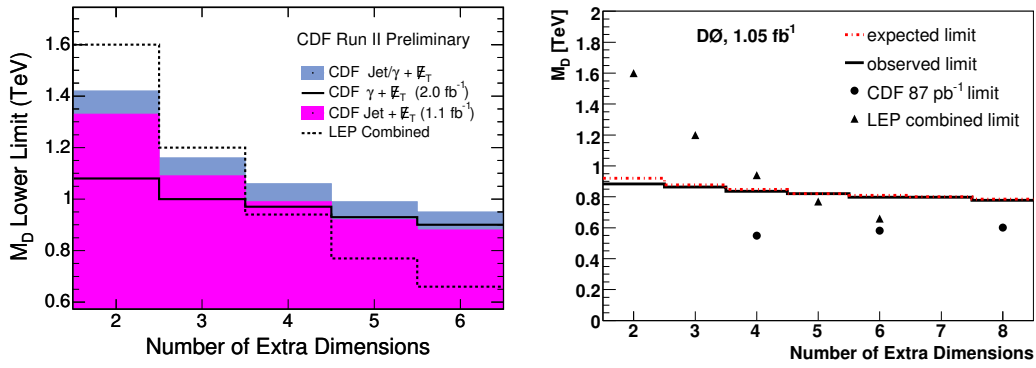 CDF Run II Preliminary
CDF Jet/γ + E̸_T
CDF γ + E̸_T (2.0 fb⁻¹)
CDF Jet + E̸_T (1.1 fb⁻¹)
LEP Combined
M_D Lower Limit (TeV)
1.6
1.4
1.2
1
0.8
0.6
2 3 4 5 6
Number of Extra Dimensions
DØ, 1.05 fb⁻¹
expected limit
observed limit
CDF 87 pb⁻¹ limit
LEP combined limit
M_D [TeV]
2
1.8
1.6
1.4
1.2
1
0.8
0.6
0.4
0.2
0
2 3 4 5 6 7 8
Number of Extra Dimensions